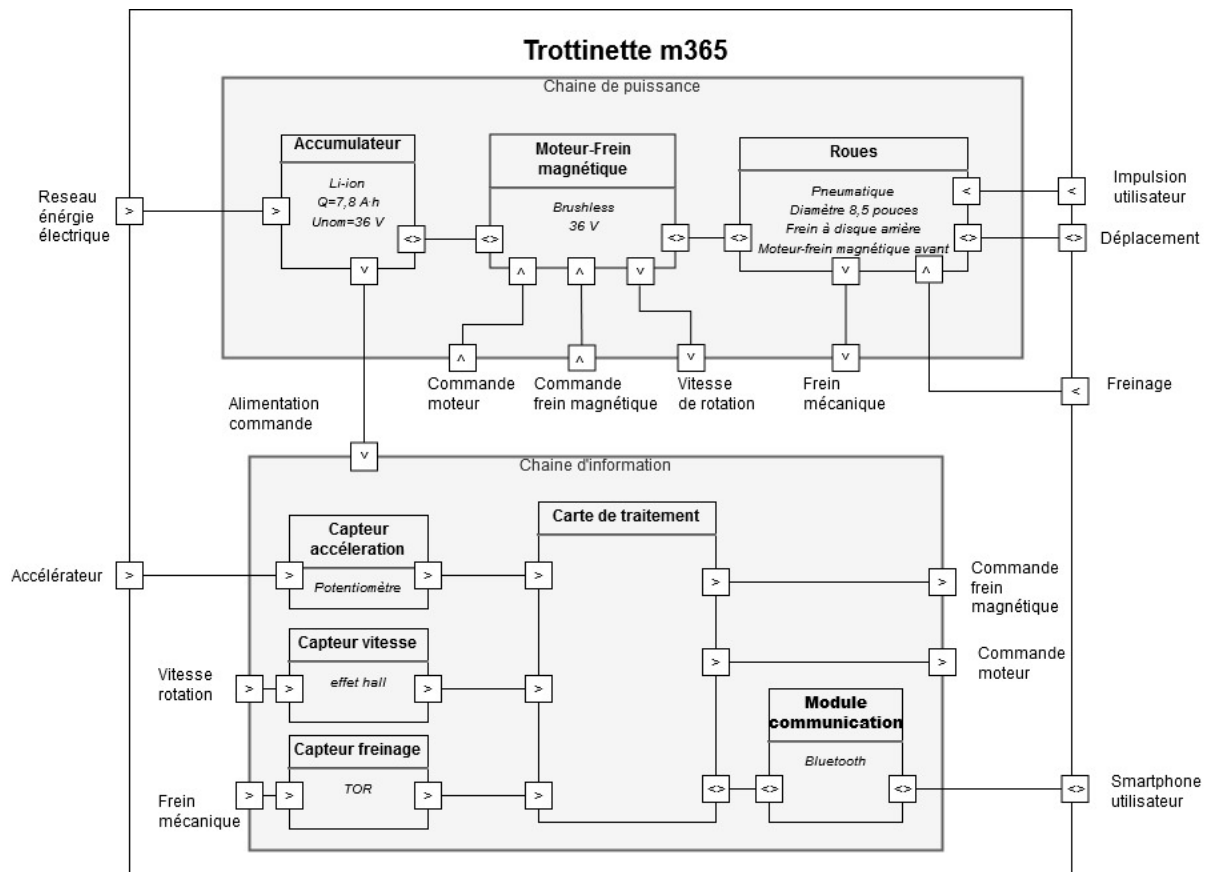 Trottinette m365
Chaine de puissance
Accumulateur
Li-ion
Q=7,8 A·h
Unom=36 V
Moteur-Frein
magnétique
Brushless
36 V
Roues
Pneumatique
Diamètre 8,5 pouces
Frein à disque arrière
Moteur-frein magnétique avant
Reseau
énérgie
électrique
Impulsion
utilisateur
Déplacement
Freinage
Commande
moteur
Commande
frein magnétique
Vitesse
de rotation
Frein
mécanique
Alimentation
commande
Chaine d'information
Capteur
accéleration
Potentiomètre
Carte de traitement
Accélérateur
Commande
frein
magnétique
Capteur vitesse
effet hall
Vitesse
rotation
Commande
moteur
Module
communication
Bluetooth
Capteur freinage
TOR
Frein
mécanique
Smartphone
utilisateur